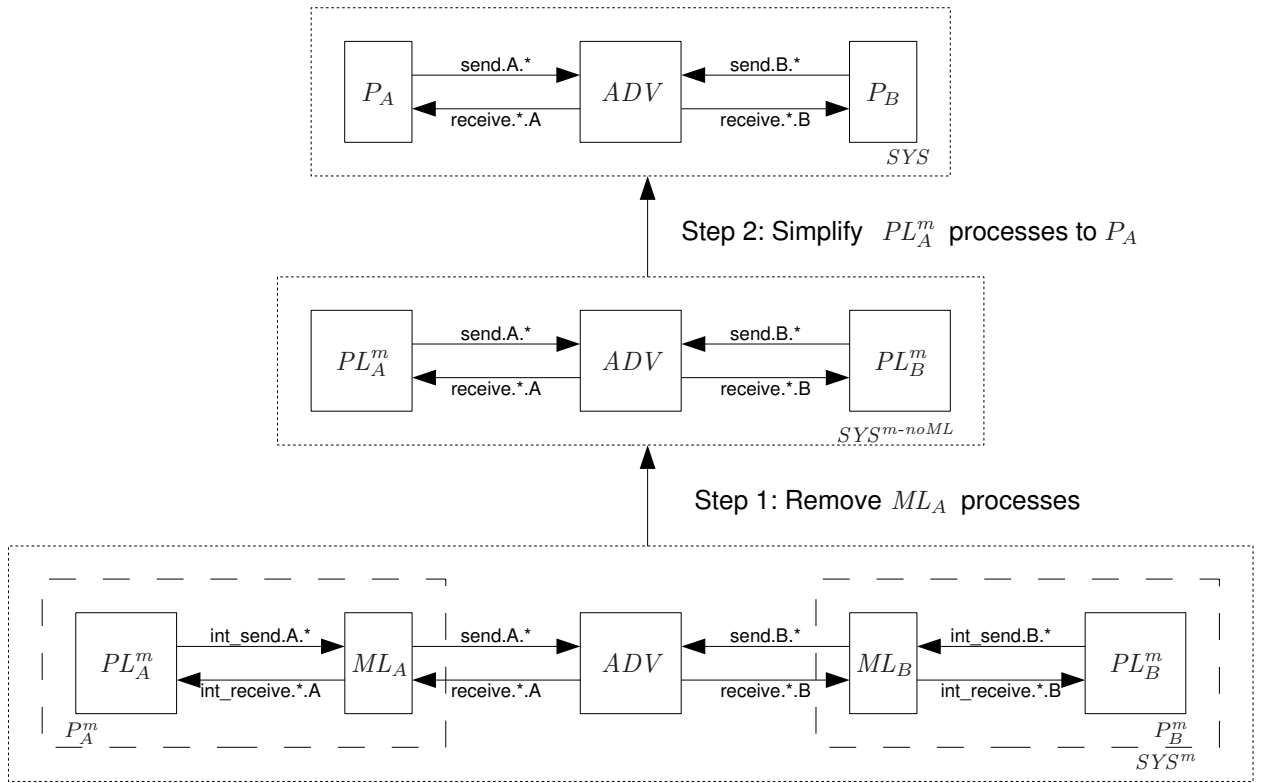 send.A.* send.B.*
P_A ADV P_B
receive.*.A receive.*.B
SYS
Step 2: Simplify PL_A^m processes to P_A
send.A.* send.B.*
PL_A^m ADV PL_B^m
receive.*.A receive.*.B
SYS^{m-noML}
Step 1: Remove ML_A processes
int_send.A.* send.A.* send.B.* int_send.B.*
PL_A^m ML_A ADV ML_B PL_B^m
int_receive.*.A receive.*.A receive.*.B int_receive.*.B
P_A^m P_B^m
SYS^m